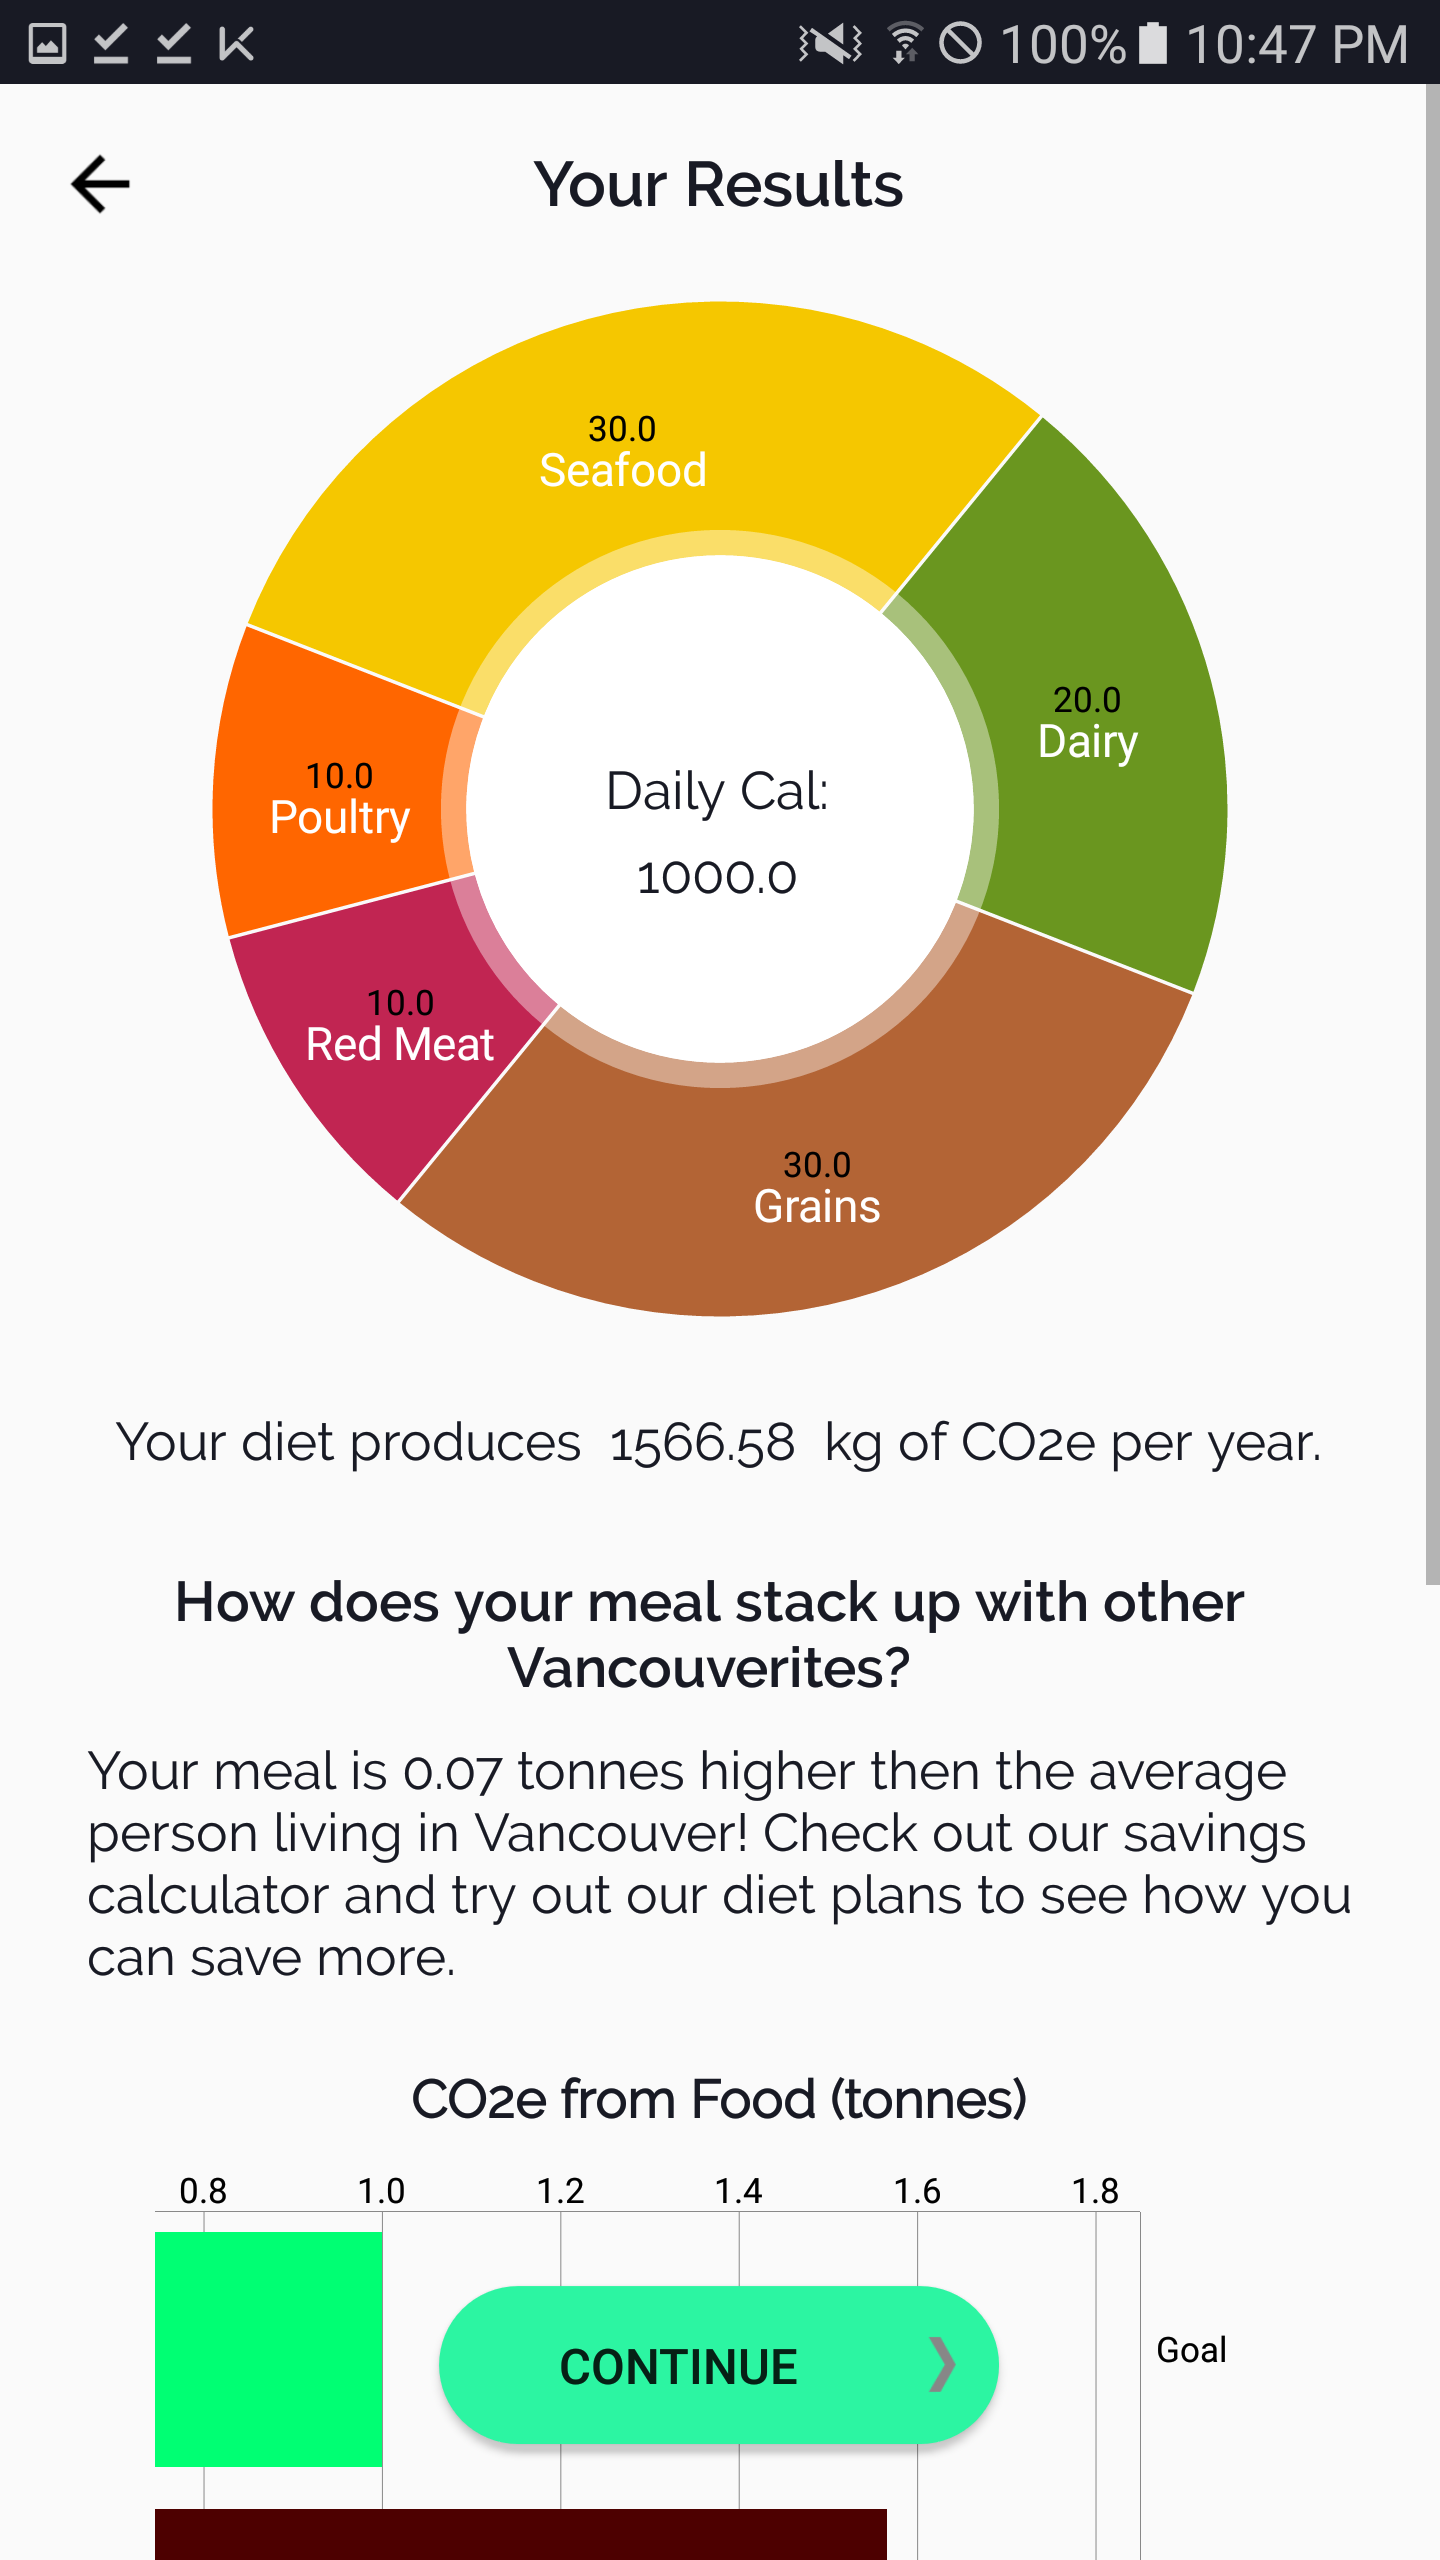 100% 10:47 PM
Your Results
30.0
Seafood
20.0
Dairy
10.0
Poultry
Daily Cal:
1000.0
10.0
Red Meat
30.0
Grains
Your diet produces 1566.58 kg of CO2e per year.
How does your meal stack up with other
Vancouverites?
Your meal is 0.07 tonnes higher then the average
person living in Vancouver! Check out our savings
calculator and try out our diet plans to see how you
can save more.
CO2e from Food (tonnes)
0.8 1.0 1.2 1.4 1.6 1.8
Goal
CONTINUE